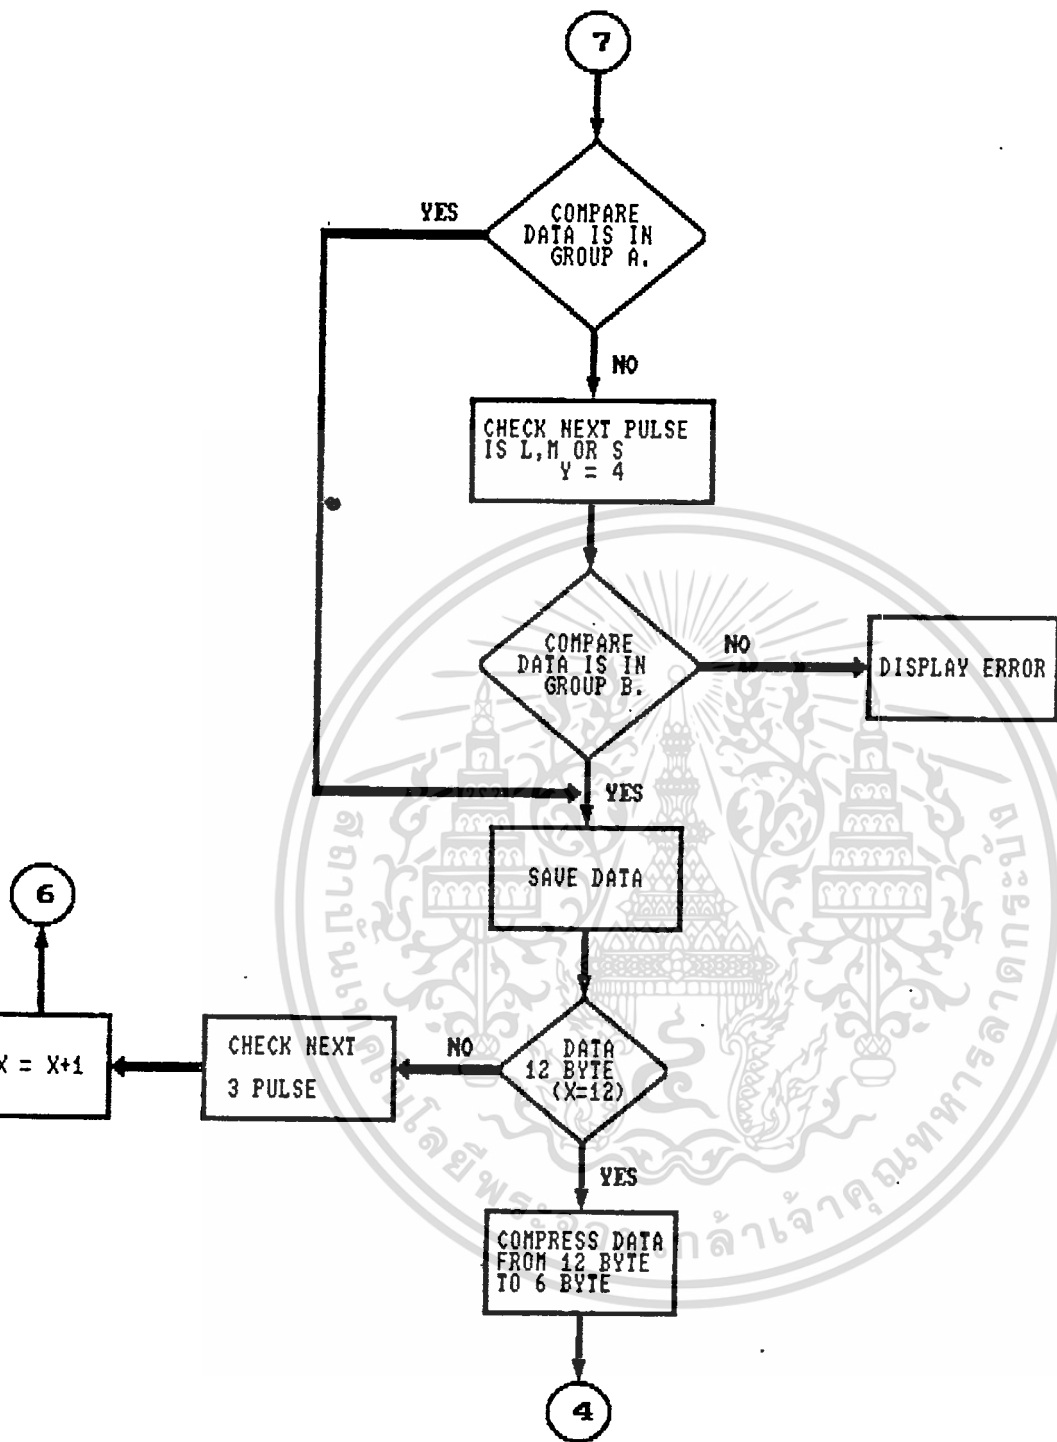 7
COMPARE
DATA IS IN
GROUP A.
YES
NO
CHECK NEXT PULSE
IS L,M OR S
Y = 4
COMPARE
DATA IS IN
GROUP B.
NO
DISPLAY ERROR
YES
SAVE DATA
6
X = X+1
CHECK NEXT
3 PULSE
NO
DATA
12 BYTE
(X=12)
YES
COMPRESS DATA
FROM 12 BYTE
TO 6 BYTE
4